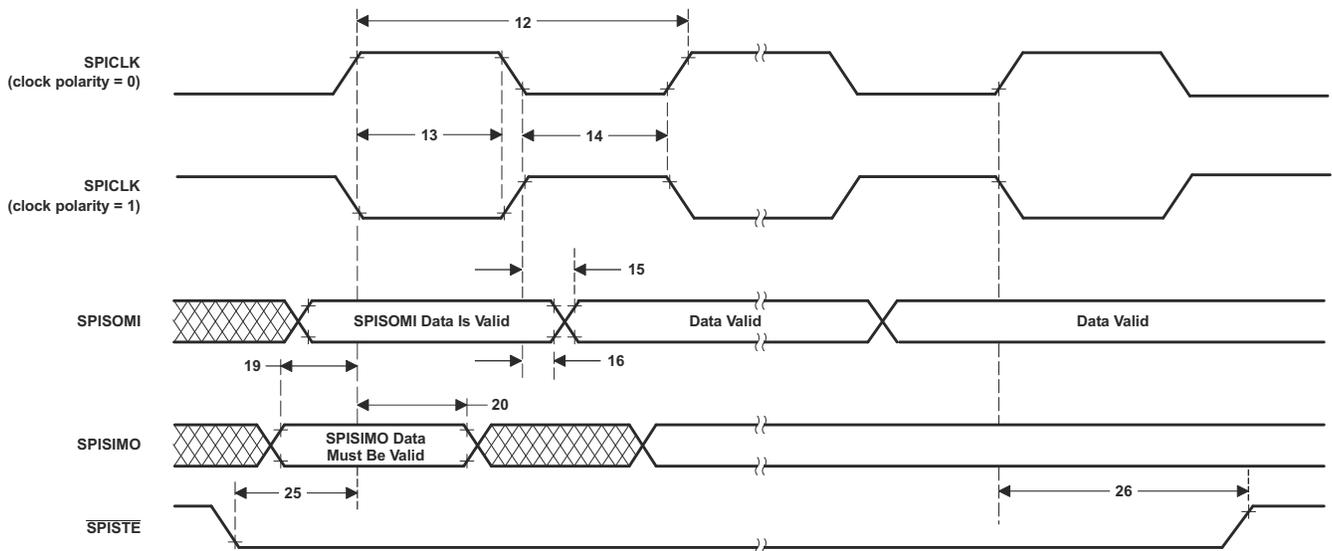 12
SPICLK
(clock polarity = 0)
13
14
SPICLK
(clock polarity = 1)
15
SPISOMI
SPISOMI Data Is Valid
Data Valid
Data Valid
19
16
20
SPISIMO
SPISIMO Data
Must Be Valid
25
26
SPISTE